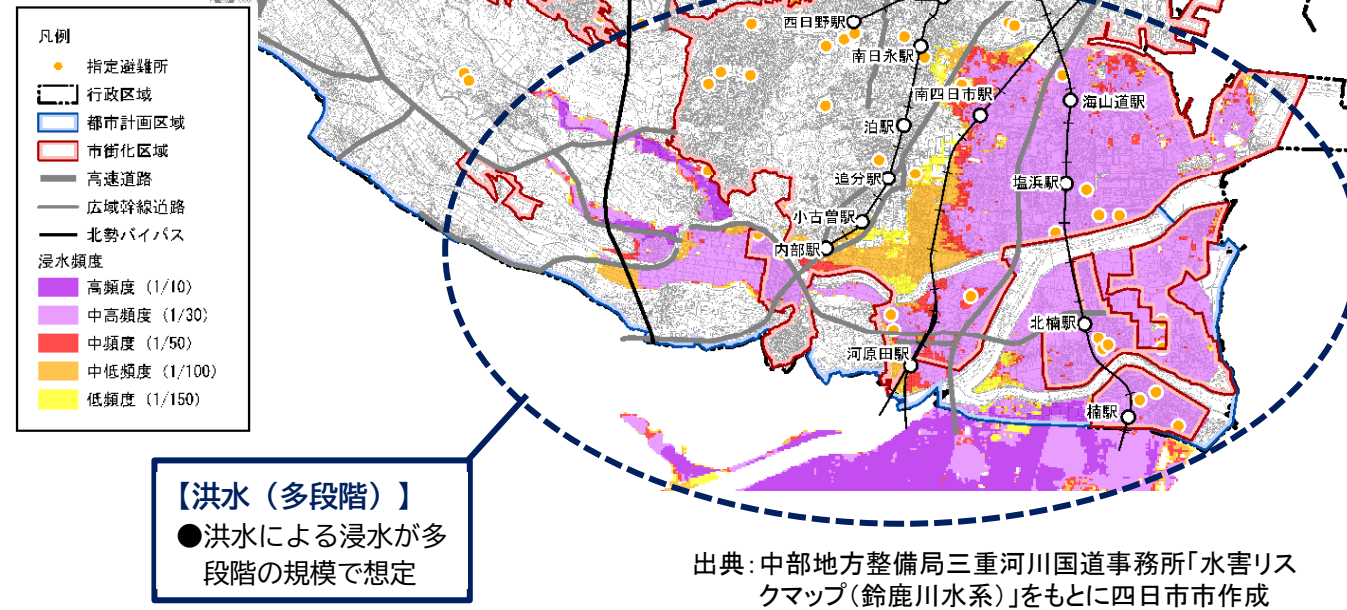 凡例
指定避難所
行政区域
都市計画区域
市街化区域
高速道路
広域幹線道路
北勢バイパス
浸水頻度
高頻度（1/10）
中高頻度（1/30）
中頻度（1/50）
中低頻度（1/100）
低頻度（1/150）
西日野駅
南日永駅
南四日市駅
海山道駅
泊駅
追分駅
塩浜駅
小古曽駅
内部駅
北楠駅
河原田駅
楠駅
【洪水（多段階）】
●洪水による浸水が多
段階の規模で想定
出典：中部地方整備局三重河川国道事務所「水害リス
クマップ（鈴鹿川水系）」をもとに四日市市作成